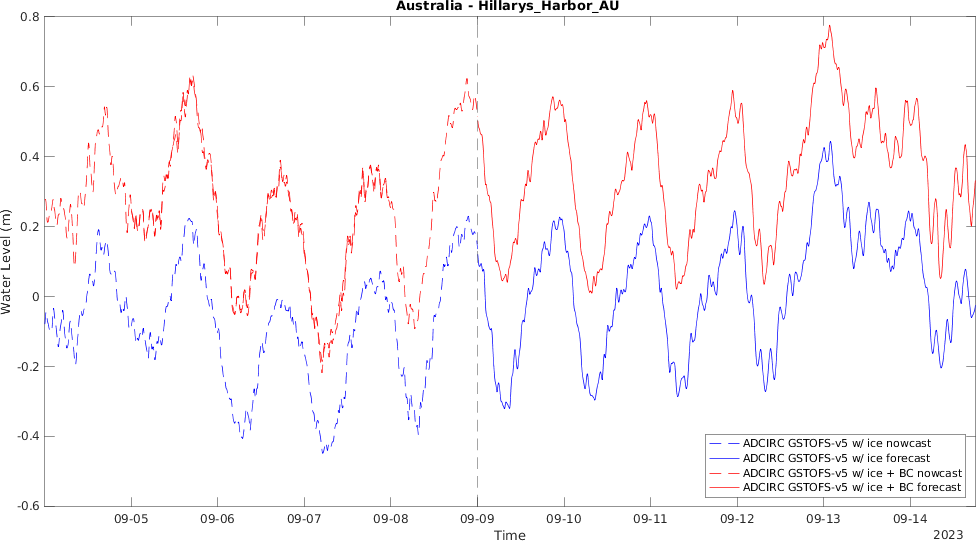 Australia - Hillarys_Harbor_AU
Water Level (m)
0.8
0.6
0.4
0.2
0
-0.2
-0.4
-0.6
ADCIRC GSTOFS-v5 w/ ice nowcast
ADCIRC GSTOFS-v5 w/ ice forecast
ADCIRC GSTOFS-v5 w/ ice + BC nowcast
ADCIRC GSTOFS-v5 w/ ice + BC forecast
09-05 09-06 09-07 09-08 09-09 09-10 09-11 09-12 09-13 09-14
Time
2023